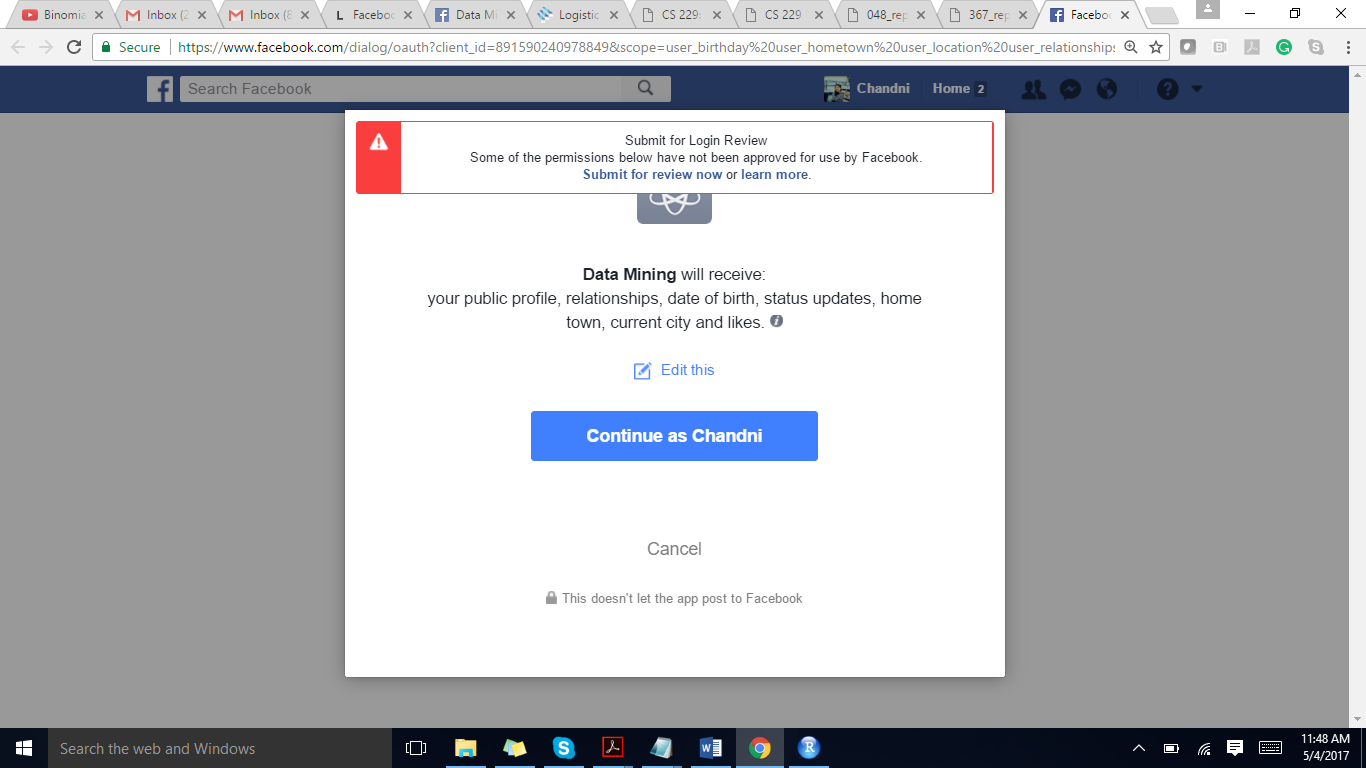 Binomia
Inbox (2
Inbox (8
L Faceboo
Data Mi
Logistic
CS 229:
CS 229
048_rep
367_rep
Faceboo
Secure
https://www.facebook.com/dialog/oauth?client_id=891590240978849&scope=user_birthday%20user_hometown%20user_location%20user_relationships
Search Facebook
Chandni
Home 2
Submit for Login Review
Some of the permissions below have not been approved for use by Facebook.
Submit for review now or learn more.
Data Mining will receive:
your public profile, relationships, date of birth, status updates, home
town, current city and likes.
Edit this
Continue as Chandni
Cancel
This doesn't let the app post to Facebook
Search the web and Windows
11:48 AM
5/4/2017